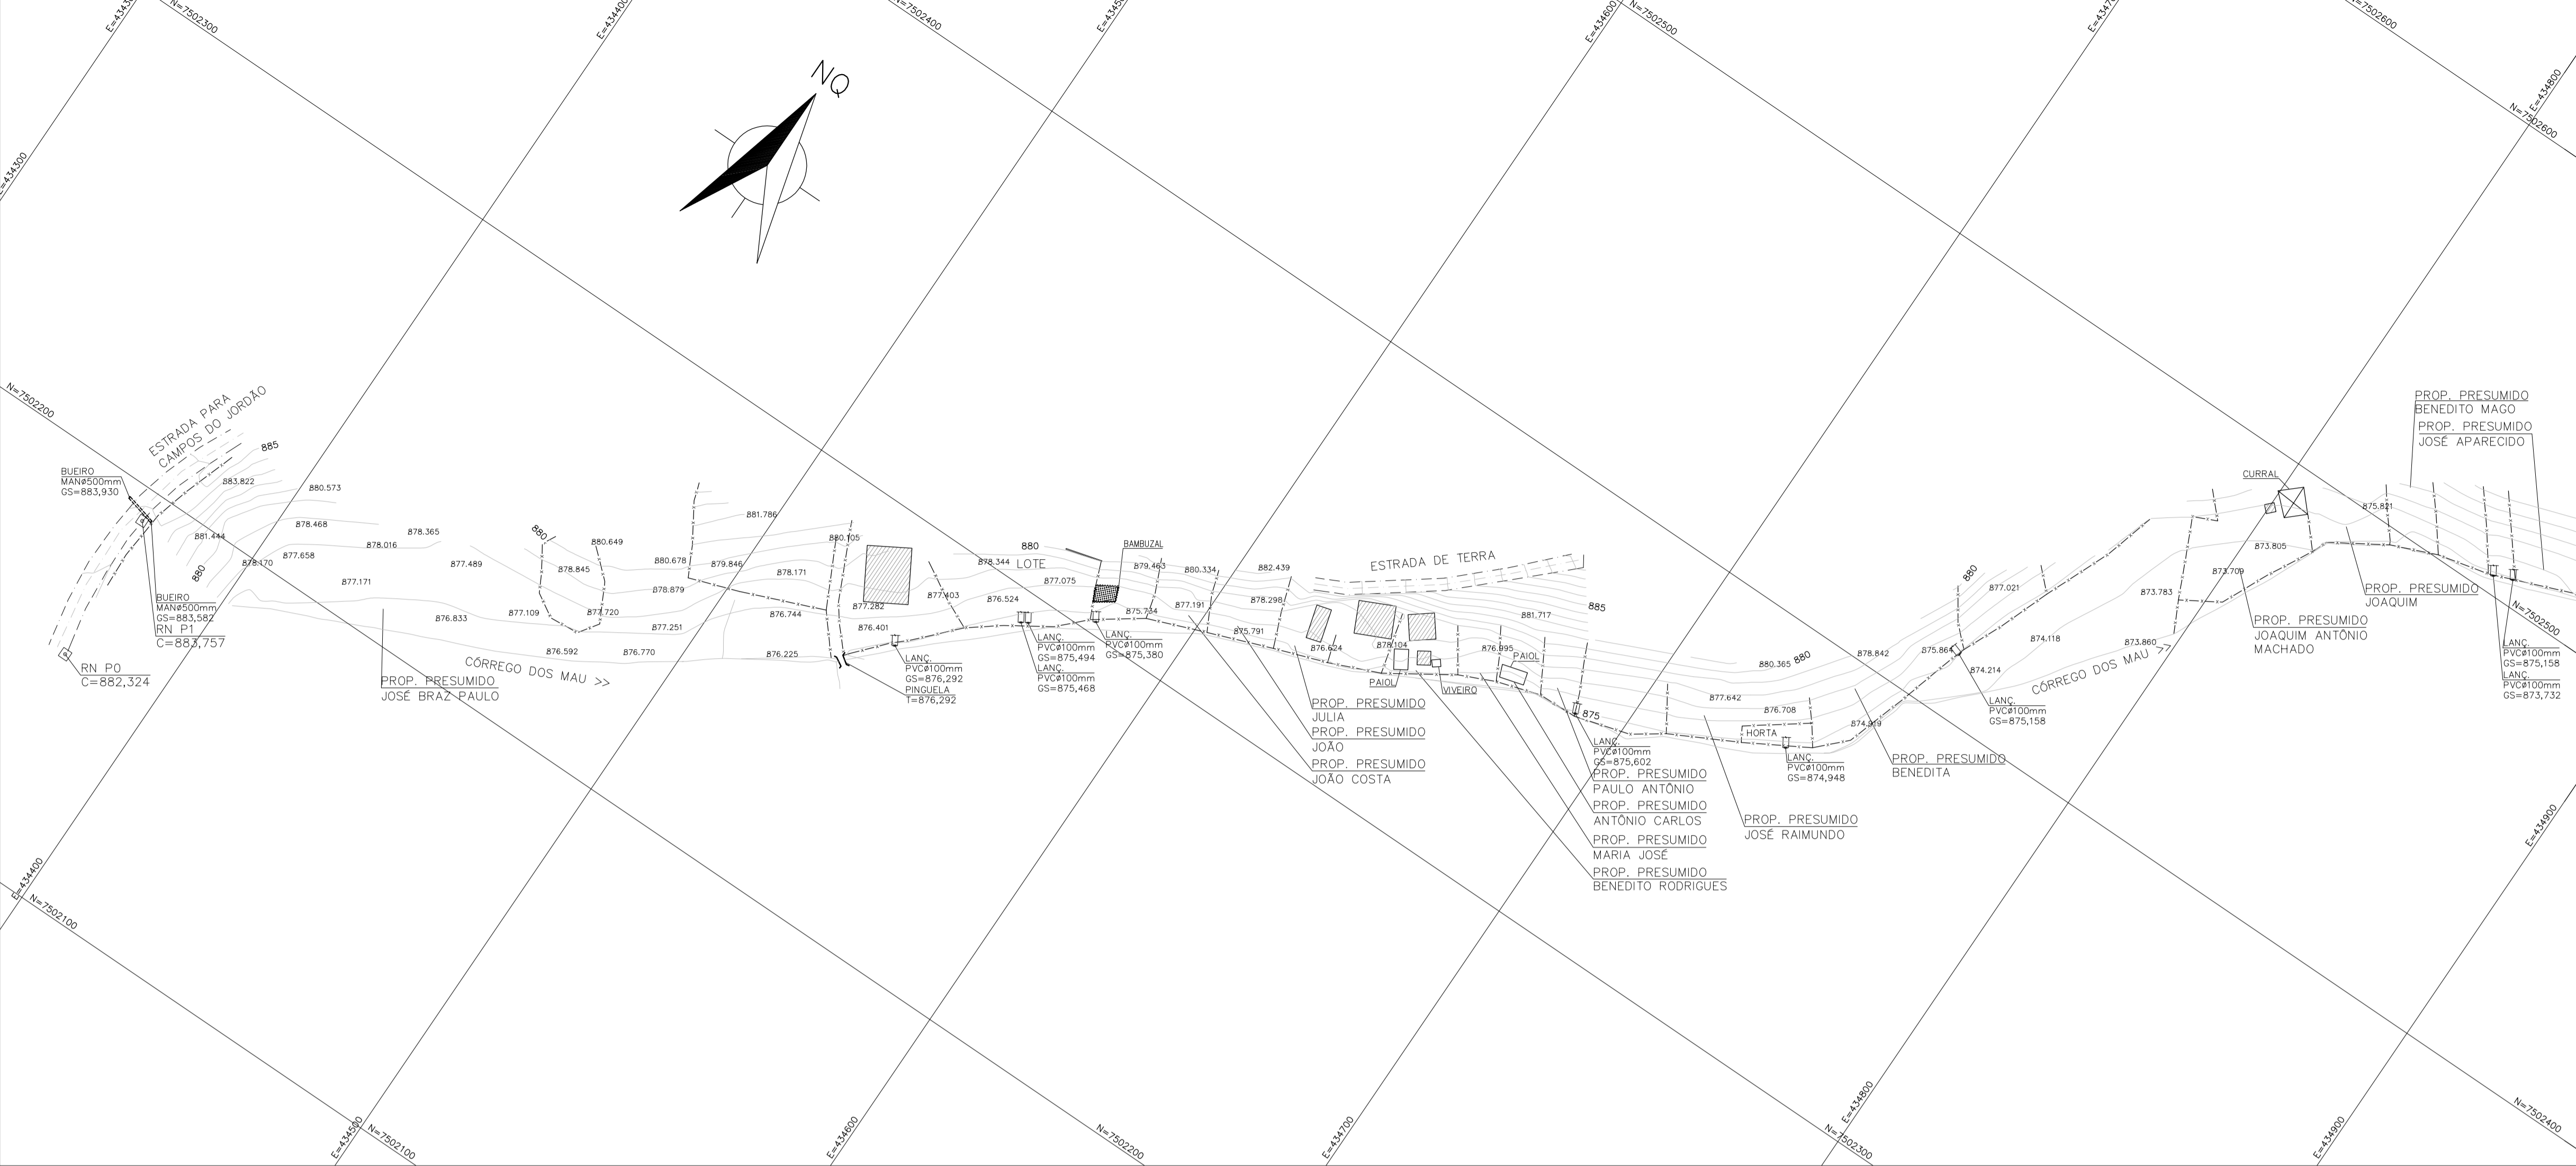 E=434300
N=7502300
E=434400
N=7502400
E=434500
E=434600
N=7502500
E=434700
N=7502600
E=434800
N=7502600
E=434300
NQ
N=7502200
ESTRADA PARA
CAMPOS DO JORDÃO
885
BUEIRO
MANø500mm
GS=883,930
883.822
880.573
878.468
878.365
881.444
878.016
877.658
878.170
877.489
877.171
880
BUEIRO
MANø500mm
GS=883,582
RN P1
C=883,757
RN P0
C=882,324
876.833
877.109
880
880.649
878.845
877.720
880.678
878.879
877.251
876.592
876.770
CÓRREGO DOS MAU >>
PROP. PRESUMIDO
JOSÉ BRAZ PAULO
881.786
879.846
878.171
880.105
876.744
876.225
877.282
876.401
877.403
878.344
880
LOTE
BAMBUZAL
877.075
876.524
879.463
880.334
882.439
875.734
877.191
878.298
875.791
LANÇ.
PVCø100mm
GS=876,292
PINGUELA
T=876,292
LANÇ.
PVCø100mm
GS=875,494
LANÇ.
PVCø100mm
GS=875,468
LANÇ.
PVCø100mm
GS=875,380
ESTRADA DE TERRA
885
881.717
876.624
878.104
876.995
PAIOL
PAIOL
VIVEIRO
PROP. PRESUMIDO
JULIA
PROP. PRESUMIDO
JOÃO
PROP. PRESUMIDO
JOÃO COSTA
875
LANÇ.
PVCø100mm
GS=875,602
PROP. PRESUMIDO
PAULO ANTÔNIO
PROP. PRESUMIDO
ANTÔNIO CARLOS
PROP. PRESUMIDO
MARIA JOSÉ
PROP. PRESUMIDO
BENEDITO RODRIGUES
880.365
880
877.642
876.708
HORTA
LANÇ.
PVCø100mm
GS=874,948
PROP. PRESUMIDO
JOSÉ RAIMUNDO
878.842
874.919
875.864
PROP. PRESUMIDO
BENEDITA
880
877.021
874.214
LANÇ.
PVCø100mm
GS=875,158
874.118
873.860
CÓRREGO DOS MAU >>
873.783
873.709
873.805
CURRAL
PROP. PRESUMIDO
JOAQUIM ANTÔNIO
MACHADO
PROP. PRESUMIDO
JOAQUIM
875.821
PROP. PRESUMIDO
BENEDITO MAGO
PROP. PRESUMIDO
JOSÉ APARECIDO
N=7502500
LANÇ.
PVCø100mm
GS=875,158
LANÇ.
PVCø100mm
GS=873,732
E=434400
N=7502100
E=434500
N=7502100
E=434600
N=7502200
E=434700
E=434800
N=7502300
E=434900
E=434900
N=7502400